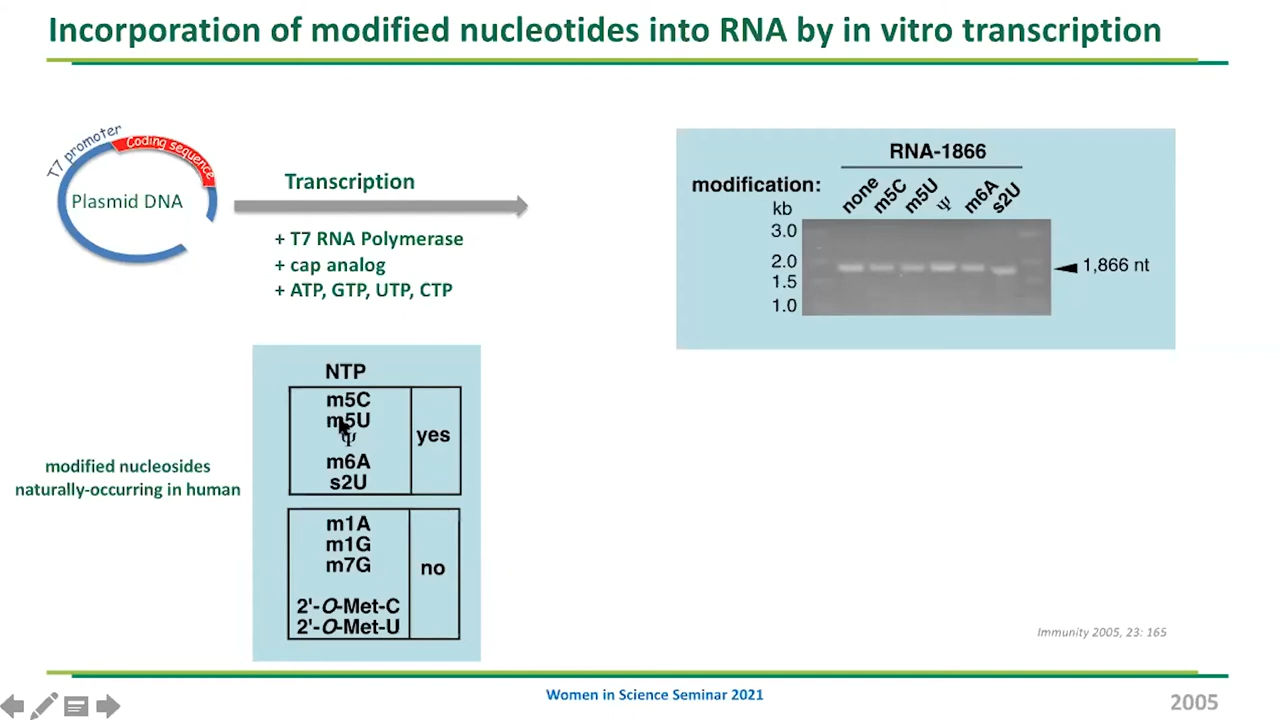 Incorporation of modified nucleotides into RNA by in vitro transcription
T7 promoter
Coding sequence
Plasmid DNA
Transcription
+ T7 RNA Polymerase
+ cap analog
+ ATP, GTP, UTP, CTP
RNA-1866
modification:
none m5C m5U Ψ m6A s2U
kb
3.0
2.0
1.5
1.0
1,866 nt
NTP
m5C
m5U
Ψ
m6A
s2U
yes
modified nucleosides
naturally-occurring in human
m1A
m1G
m7G
2'-O-Met-C
2'-O-Met-U
no
Immunity 2005, 23: 165
Women in Science Seminar 2021
2005